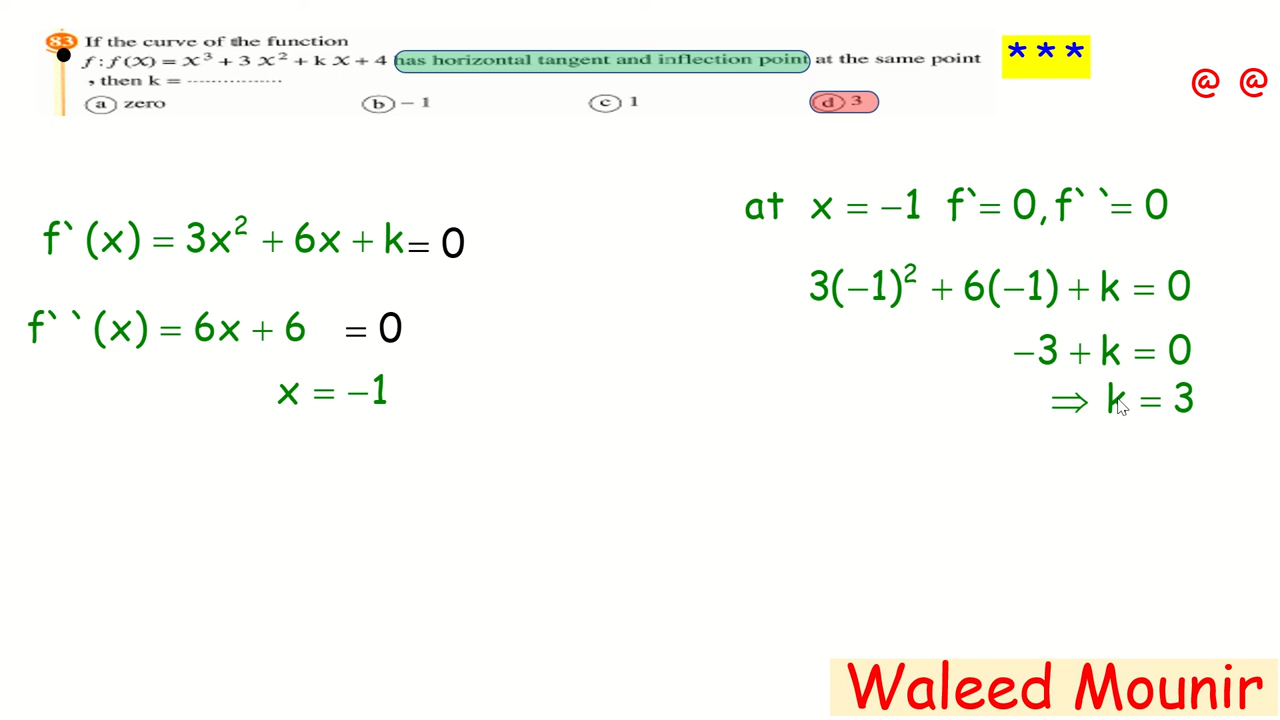 83 If the curve of the function
f : f (X) = X³ + 3 X² + k X + 4 has horizontal tangent and inflection point at the same point
, then k = ................
(a) zero (b) – 1 (c) 1 (d) 3
* * *
@ @
f`(x) = 3x² + 6x + k = 0
f``(x) = 6x + 6 = 0
x = −1
at x = −1 f`= 0, f``= 0
3(−1)² + 6(−1) + k = 0
−3 + k = 0
⇒ k = 3
Waleed Mounir